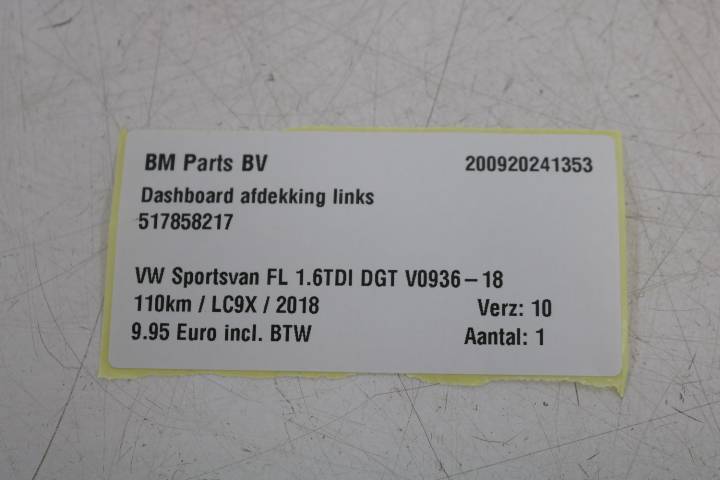 BM Parts BV 200920241353
Dashboard afdekking links
517858217
VW Sportsvan FL 1.6TDI DGT V0936-18
110km / LC9X / 2018 Verz: 10
9.95 Euro incl. BTW Aantal: 1